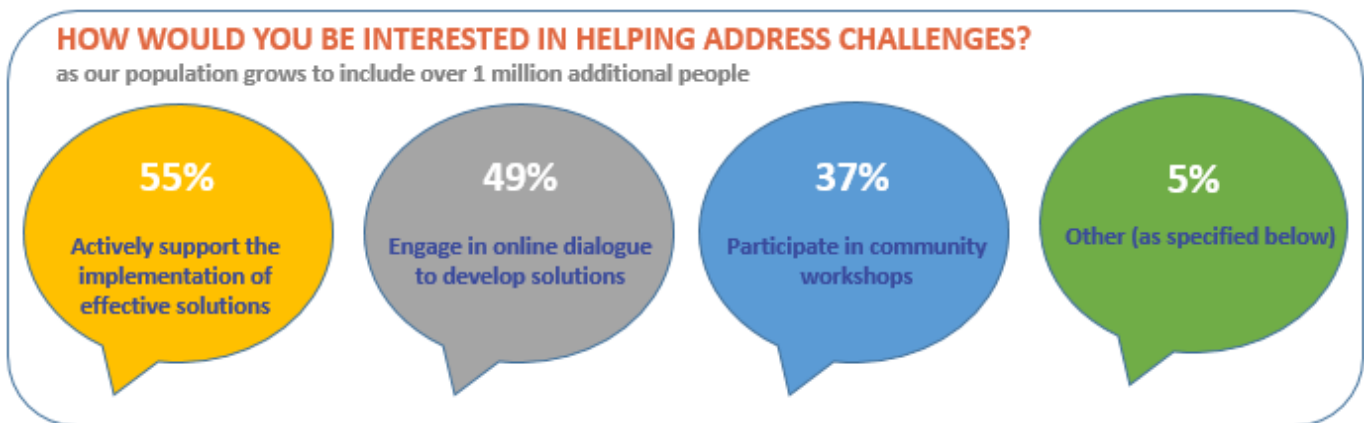 HOW WOULD YOU BE INTERESTED IN HELPING ADDRESS CHALLENGES?
as our population grows to include over 1 million additional people
55%
Actively support the
implementation of
effective solutions
49%
Engage in online dialogue
to develop solutions
37%
Participate in community
workshops
5%
Other (as specified below)